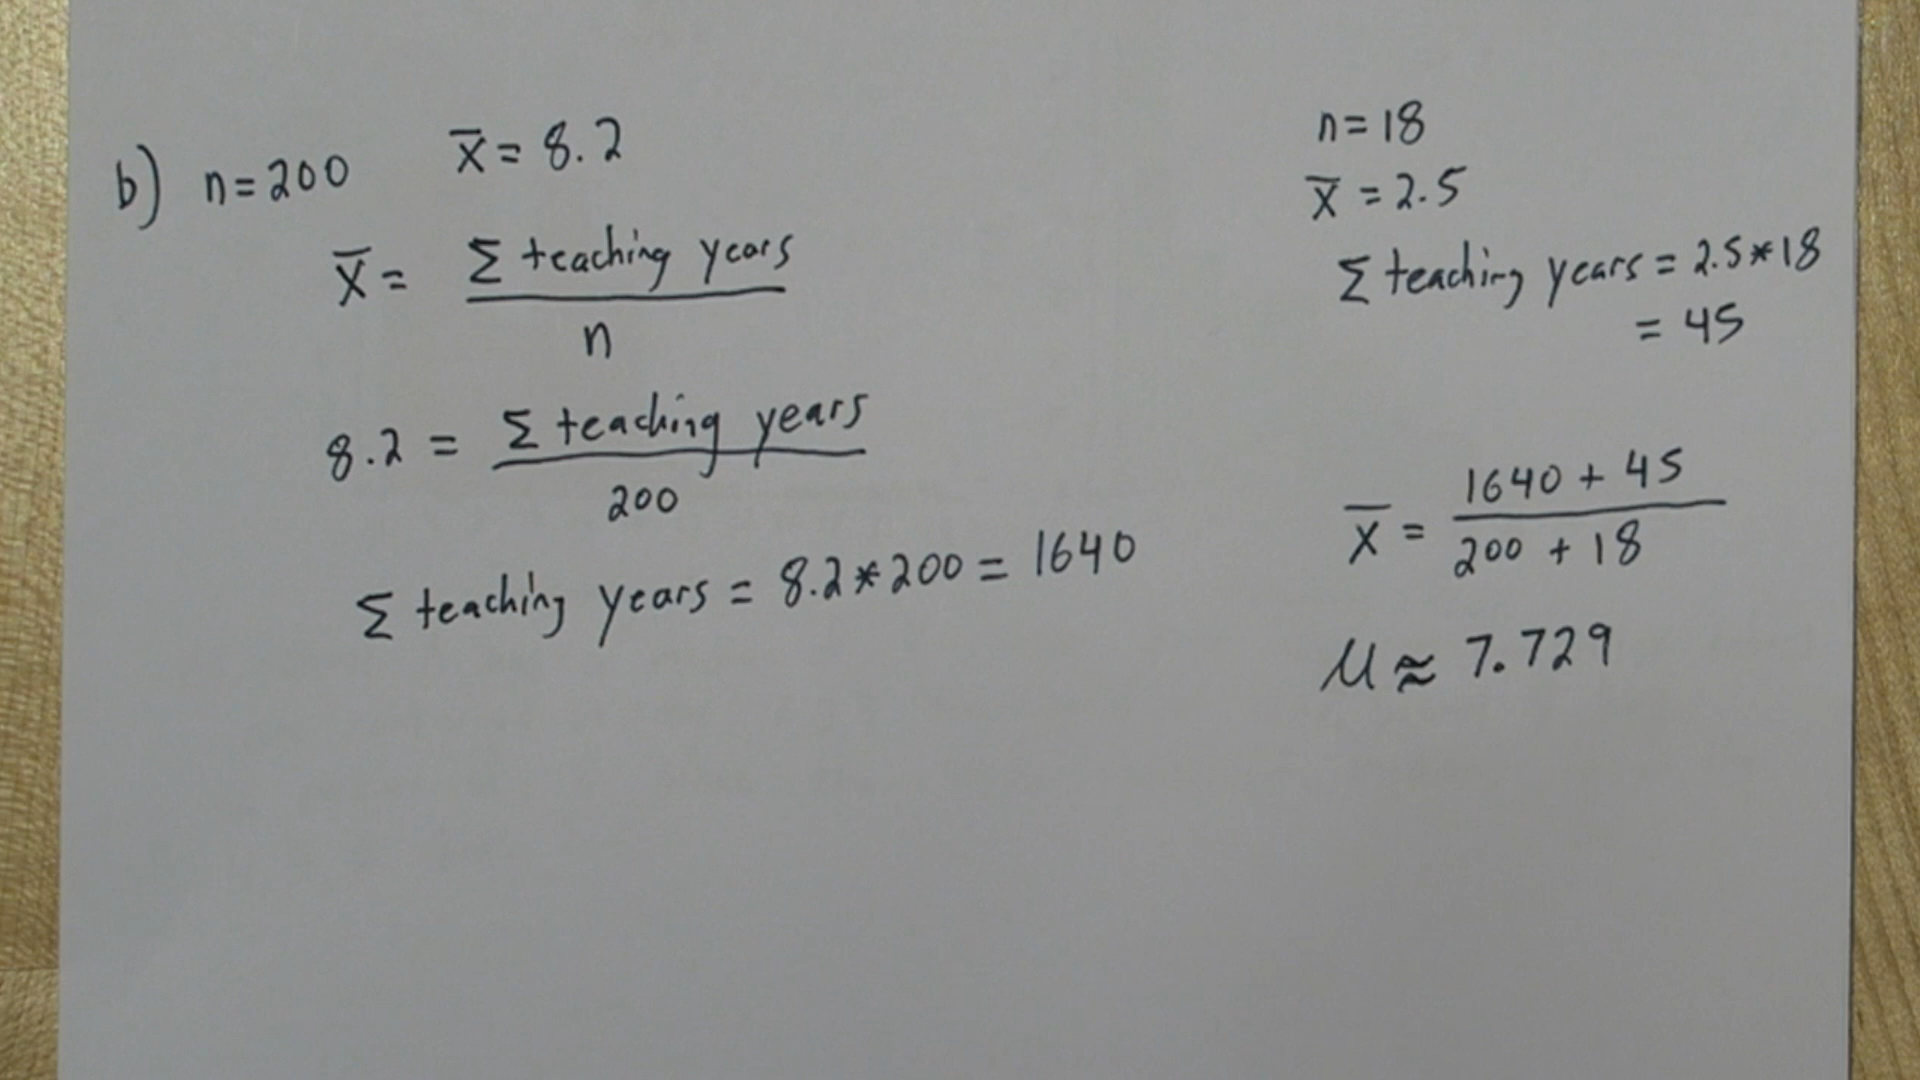 b) n=200 x̄ = 8.2
x̄ = Σ teaching years / n
8.2 = Σ teaching years / 200
Σ teaching years = 8.2*200 = 1640
n=18
x̄ = 2.5
Σ teaching years = 2.5*18
= 45
x̄ = 1640 + 45 / 200 + 18
μ ≈ 7.729